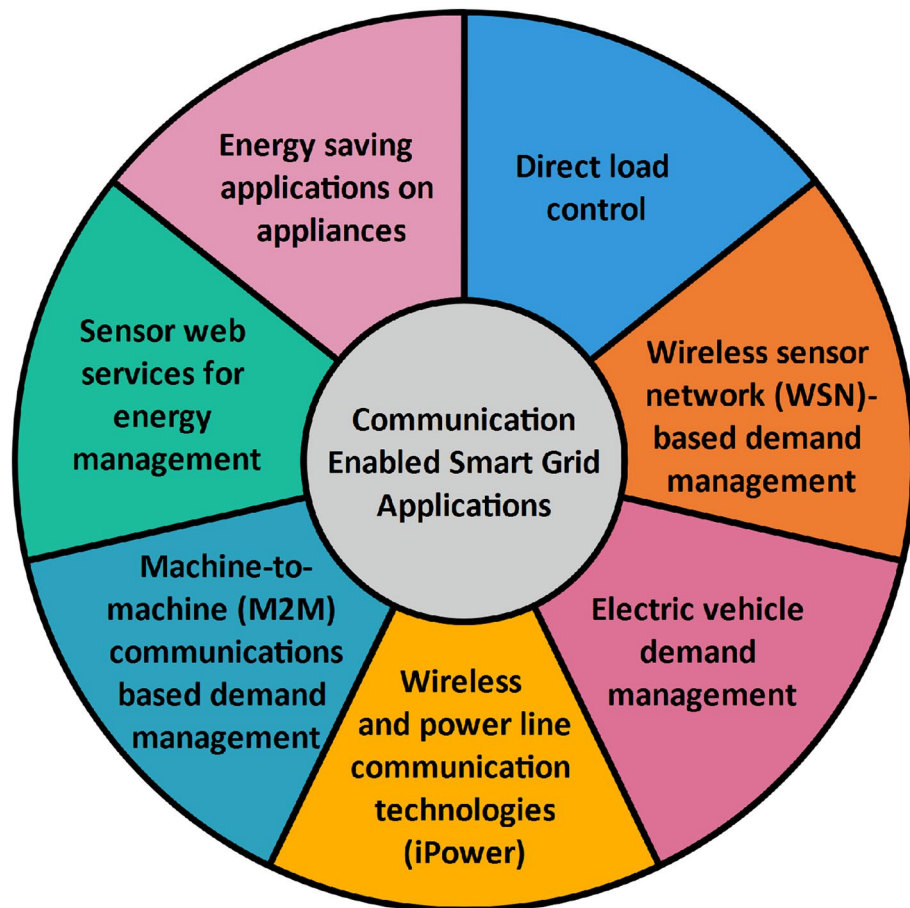 Energy saving
applications on
appliances
Direct load
control
Wireless sensor
network (WSN)-
based demand
management
Electric vehicle
demand
management
Wireless
and power line
communication
technologies
(iPower)
Machine-to-
machine (M2M)
communications
based demand
management
Sensor web
services for
energy
management
Communication
Enabled Smart Grid
Applications